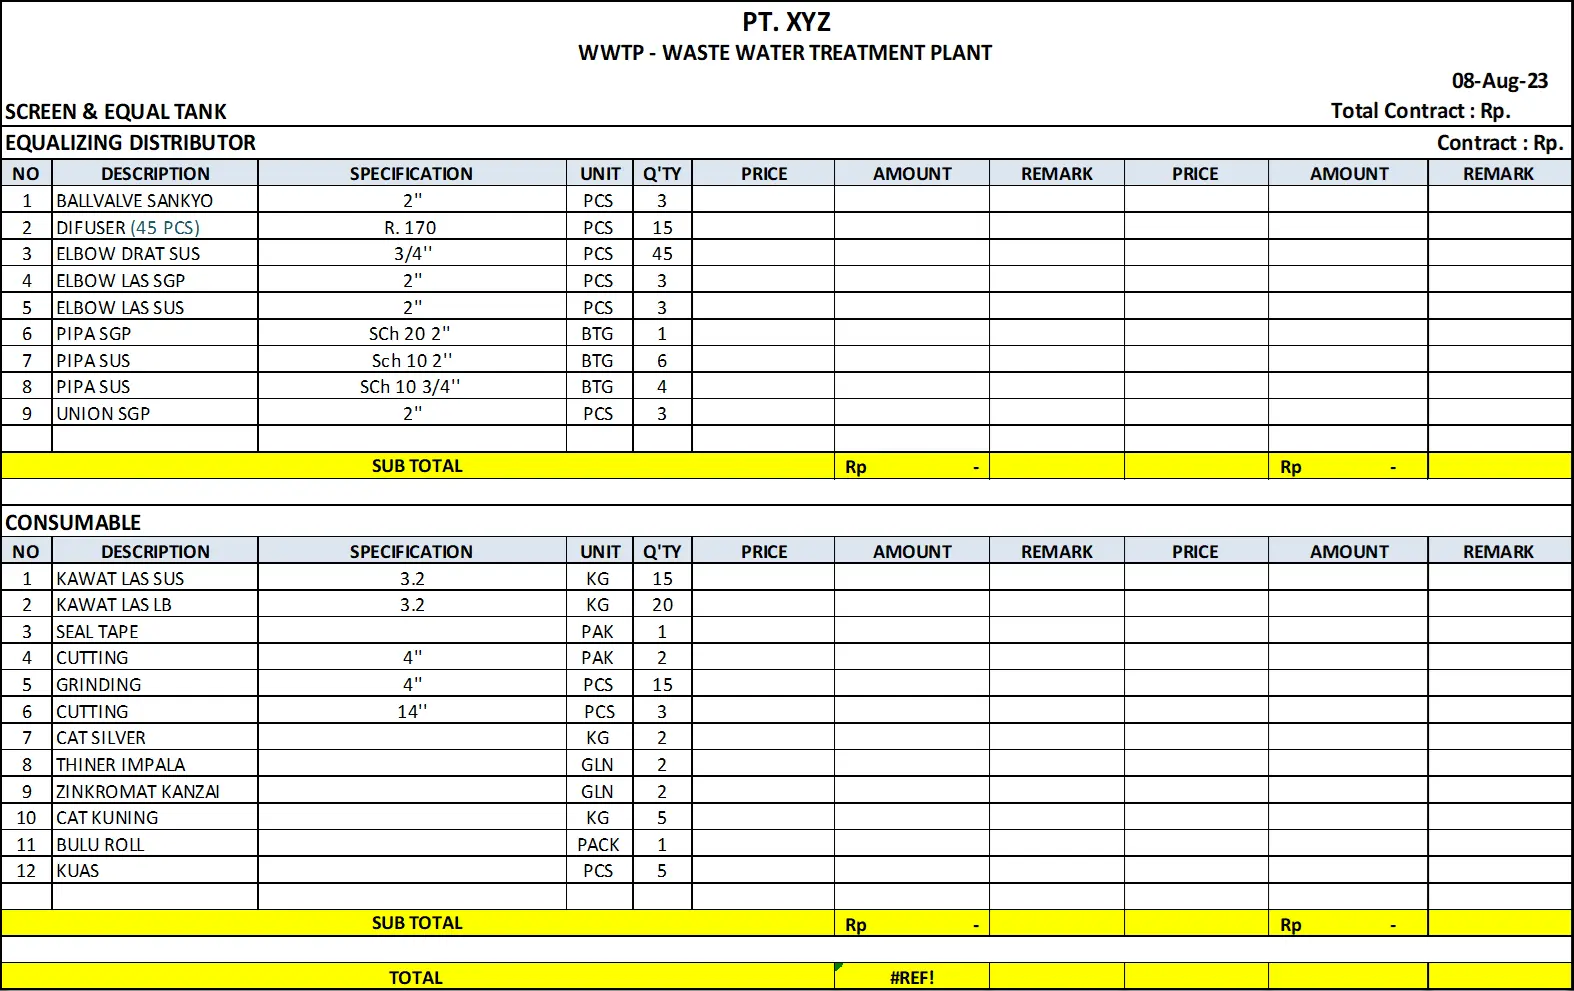 PT. XYZ
WWTP - WASTE WATER TREATMENT PLANT
08-Aug-23
SCREEN & EQUAL TANK Total Contract : Rp.
EQUALIZING DISTRIBUTOR Contract : Rp.
NO DESCRIPTION SPECIFICATION UNIT Q'TY PRICE AMOUNT REMARK PRICE AMOUNT REMARK
1 BALLVALVE SANKYO 2" PCS 3
2 DIFUSER (45 PCS) R. 170 PCS 15
3 ELBOW DRAT SUS 3/4'' PCS 45
4 ELBOW LAS SGP 2" PCS 3
5 ELBOW LAS SUS 2" PCS 3
6 PIPA SGP SCh 20 2" BTG 1
7 PIPA SUS Sch 10 2'' BTG 6
8 PIPA SUS SCh 10 3/4'' BTG 4
9 UNION SGP 2" PCS 3
SUB TOTAL Rp - Rp -
CONSUMABLE
NO DESCRIPTION SPECIFICATION UNIT Q'TY PRICE AMOUNT REMARK PRICE AMOUNT REMARK
1 KAWAT LAS SUS 3.2 KG 15
2 KAWAT LAS LB 3.2 KG 20
3 SEAL TAPE PAK 1
4 CUTTING 4" PAK 2
5 GRINDING 4" PCS 15
6 CUTTING 14'' PCS 3
7 CAT SILVER KG 2
8 THINER IMPALA GLN 2
9 ZINKROMAT KANZAI GLN 2
10 CAT KUNING KG 5
11 BULU ROLL PACK 1
12 KUAS PCS 5
SUB TOTAL Rp - Rp -
TOTAL #REF!